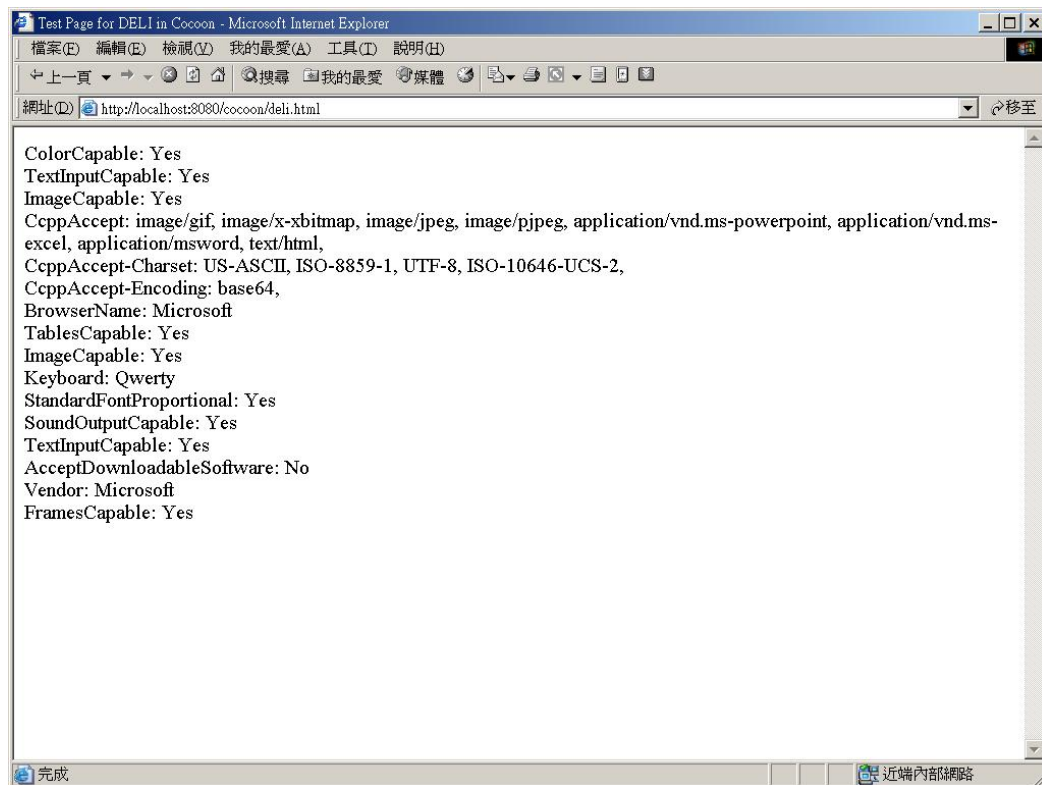 Test Page for DELI in Cocoon - Microsoft Internet Explorer
檔案(F) 編輯(E) 檢視(V) 我的最愛(A) 工具(T) 說明(H)
上一頁 搜尋 我的最愛 媒體
網址(D) http://localhost:8080/cocoon/deli.html 移至
ColorCapable: Yes
TextInputCapable: Yes
ImageCapable: Yes
CcppAccept: image/gif, image/x-xbitmap, image/jpeg, image/pjpeg, application/vnd.ms-powerpoint, application/vnd.ms-
excel, application/msword, text/html,
CcppAccept-Charset: US-ASCII, ISO-8859-1, UTF-8, ISO-10646-UCS-2,
CcppAccept-Encoding: base64,
BrowserName: Microsoft
TablesCapable: Yes
ImageCapable: Yes
Keyboard: Qwerty
StandardFontProportional: Yes
SoundOutputCapable: Yes
TextInputCapable: Yes
AcceptDownloadableSoftware: No
Vendor: Microsoft
FramesCapable: Yes
完成 近端內部網路